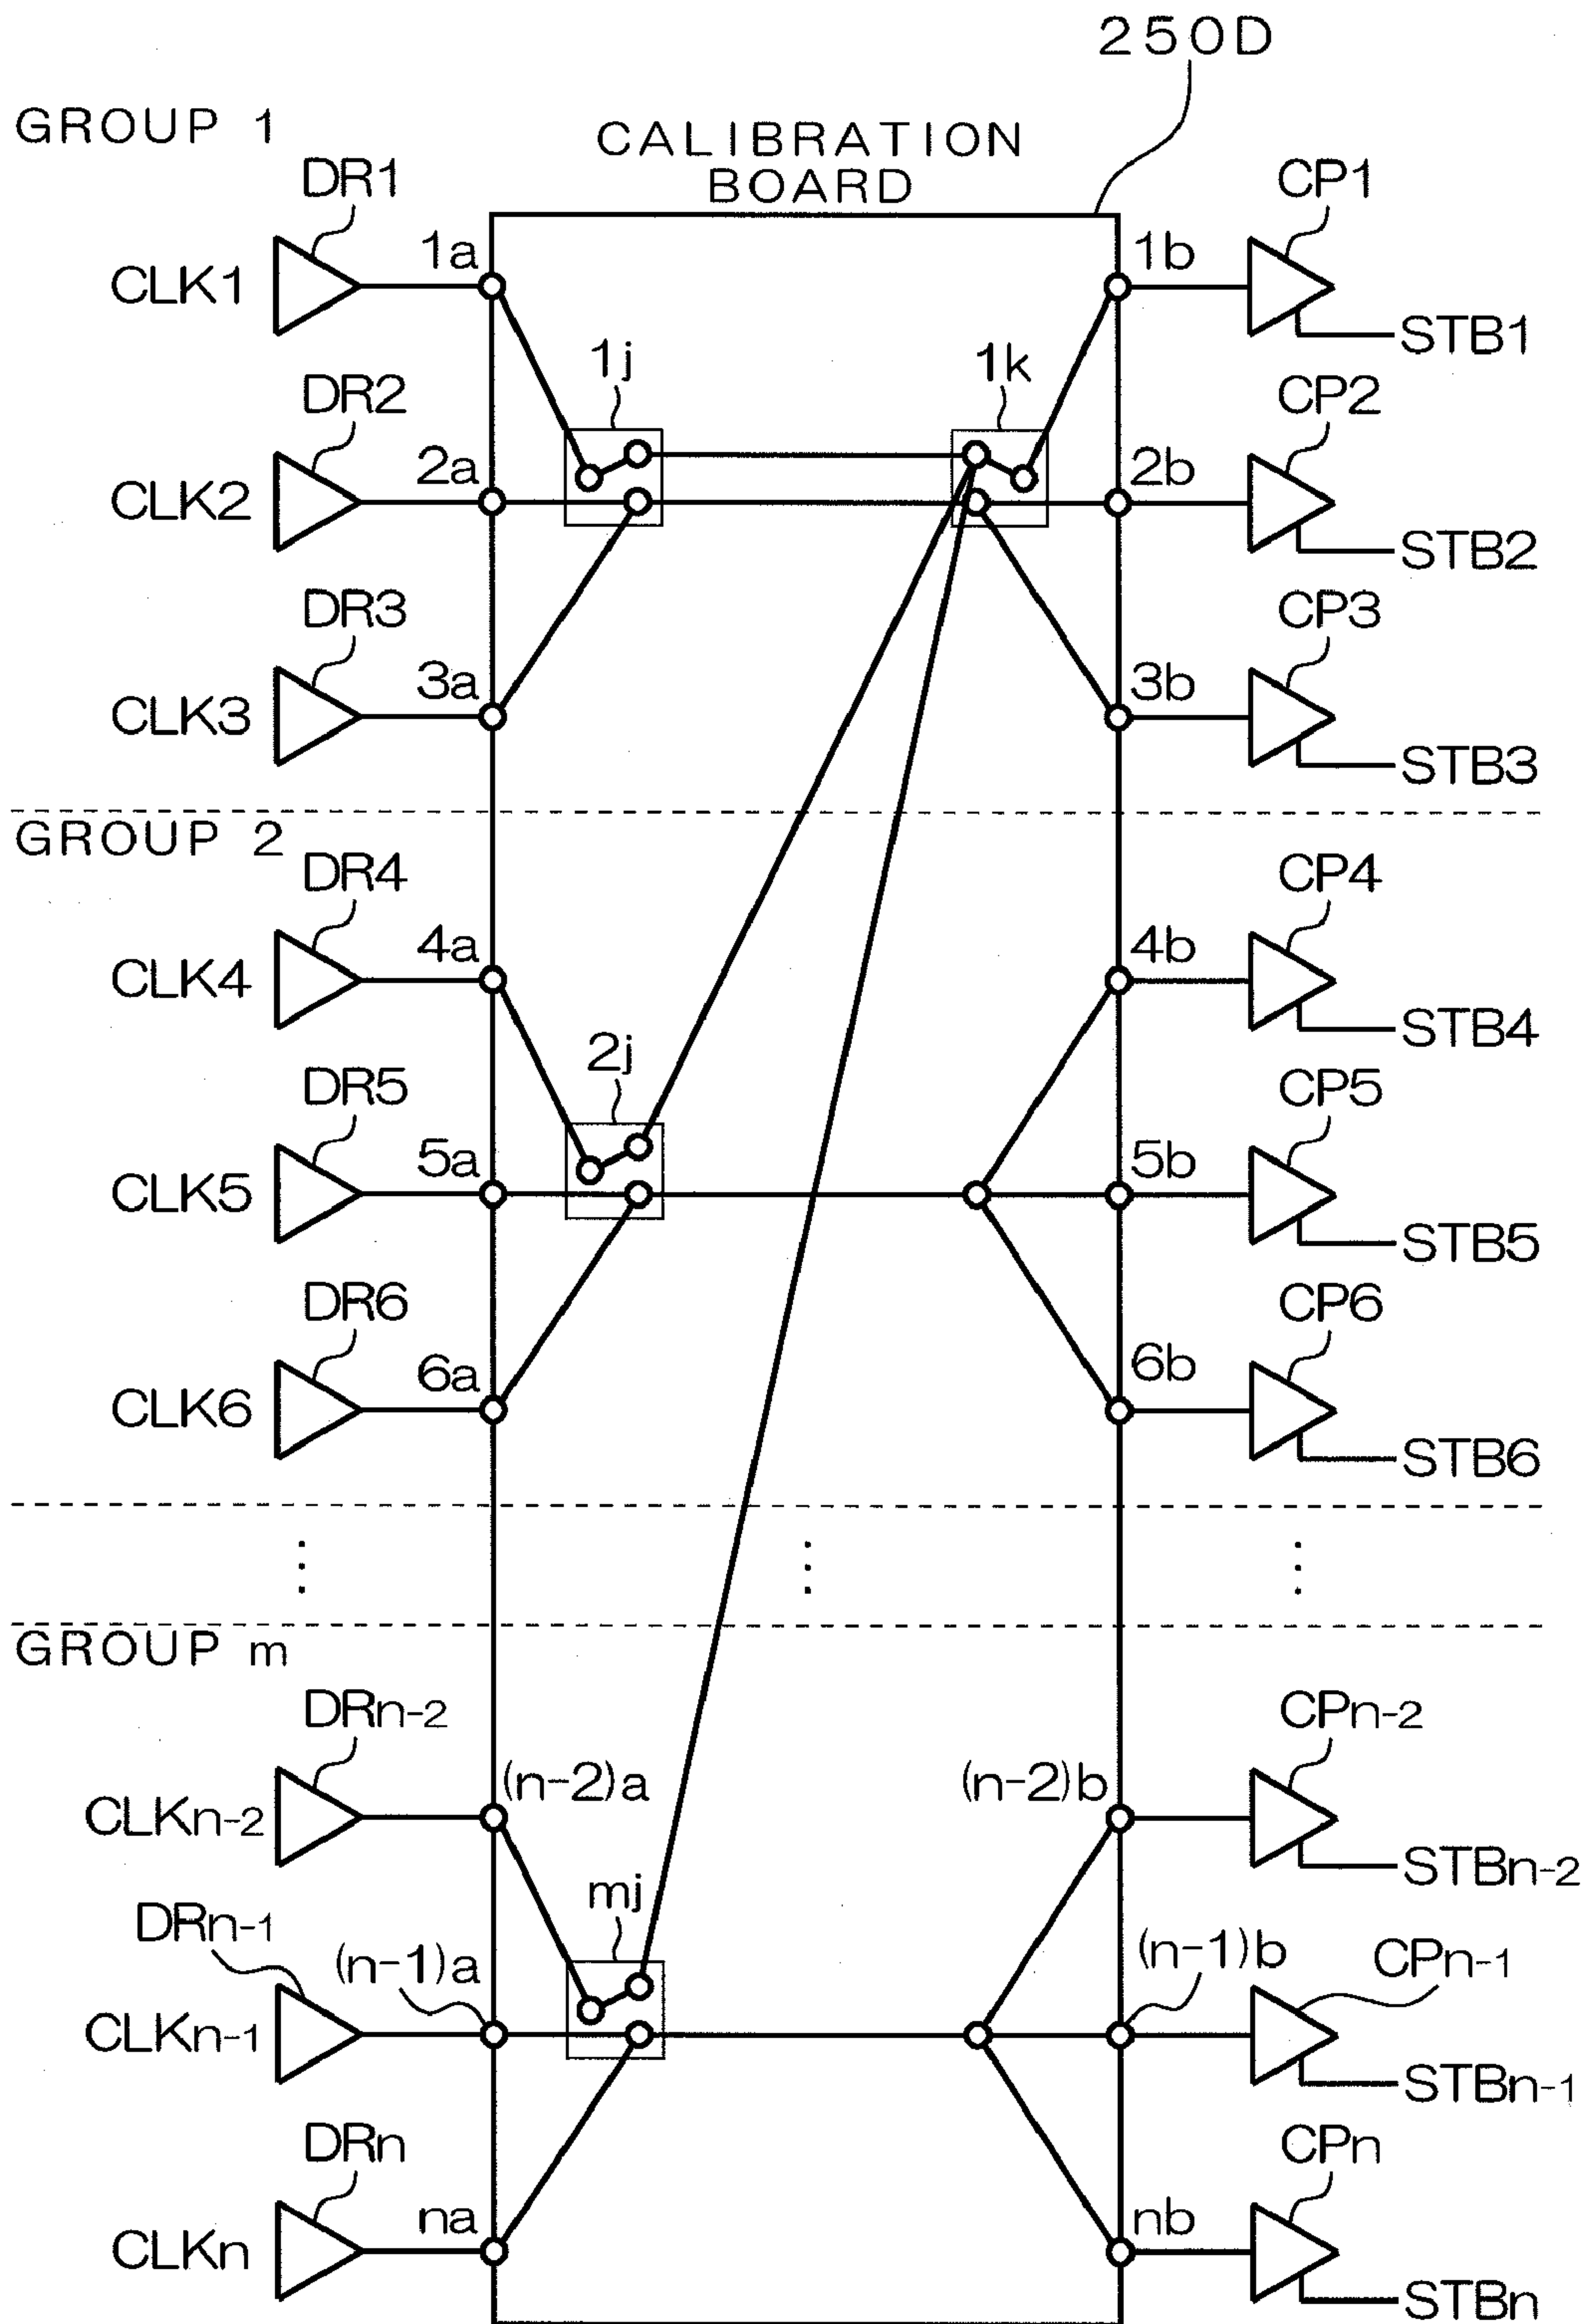 250D
GROUP 1
CALIBRATION
BOARD
DR1
CP1
1a
1b
CLK1
STB1
1j
1k
DR2
CP2
2a
2b
CLK2
STB2
DR3
CP3
3a
3b
CLK3
STB3
GROUP 2
DR4
CP4
4a
4b
CLK4
STB4
2j
DR5
CP5
5a
5b
CLK5
STB5
DR6
CP6
6a
6b
CLK6
STB6
GROUP m
DRn-2
CPn-2
(n-2)a
(n-2)b
CLKn-2
STBn-2
mj
DRn-1
CPn-1
(n-1)a
(n-1)b
CLKn-1
STBn-1
DRn
CPn
na
nb
CLKn
STBn